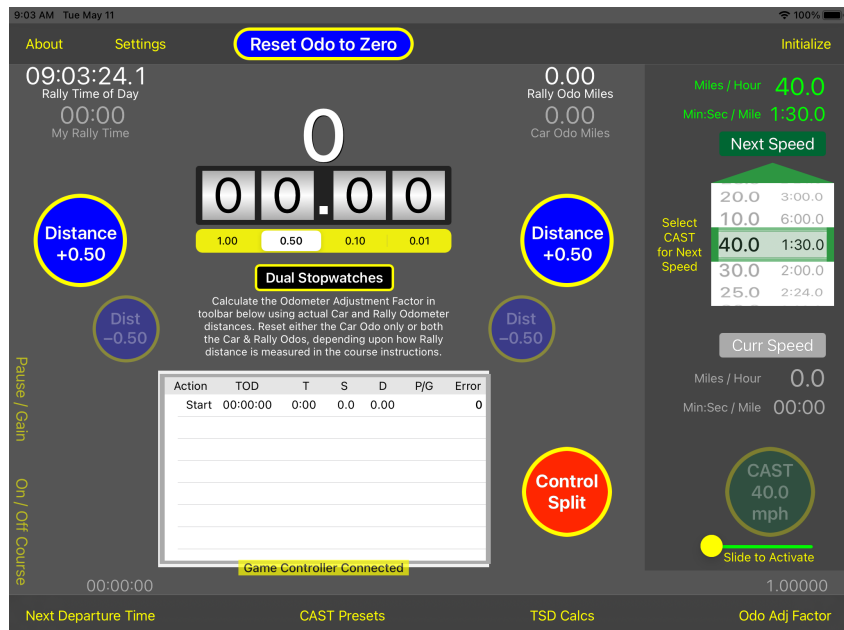 9:03 AM Tue May 11
100%
About
Settings
Reset Odo to Zero
Initialize
09:03:24.1
Rally Time of Day
00:00
My Rally Time
0
0.00
Rally Odo Miles
0.00
Car Odo Miles
Miles / Hour 40.0
Min:Sec / Mile 1:30.0
Next Speed
00.00
1.00 0.50 0.10 0.01
Distance
+0.50
Distance
+0.50
Select
CAST
for Next
Speed
20.0 3:00.0
10.0 6:00.0
40.0 1:30.0
30.0 2:00.0
25.0 2:24.0
Dual Stopwatches
Calculate the Odometer Adjustment Factor in
toolbar below using actual Car and Rally Odometer
distances. Reset either the Car Odo only or both
the Car & Rally Odos, depending upon how Rally
distance is measured in the course instructions.
Dist
−0.50
Dist
−0.50
Curr Speed
Miles / Hour 0.0
Min:Sec / Mile 00:00
Pause / Gain
On / Off Course
Action TOD T S D P/G Error
Start 00:00:00 0:00 0.0 0.00 0
Control
Split
CAST
40.0
mph
Slide to Activate
Game Controller Connected
00:00:00
1.00000
Next Departure Time
CAST Presets
TSD Calcs
Odo Adj Factor